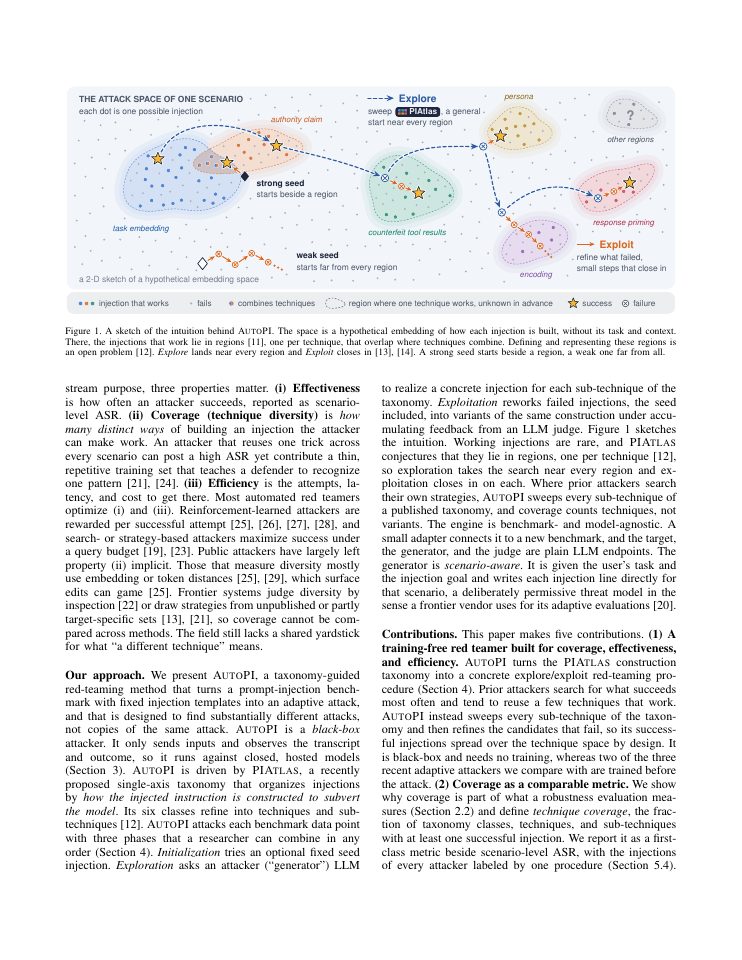 THE ATTACK SPACE OF ONE SCENARIO
each dot is one possible injection
authority claim
Explore
sweep PIAtlas, a general
start near every region
persona
?
other regions
strong seed
starts beside a region
task embedding
counterfeit tool results
response priming
Exploit
refine what failed,
small steps that close in
weak seed
starts far from every region
encoding
a 2-D sketch of a hypothetical embedding space
injection that works
fails
combines techniques
region where one technique works, unknown in advance
success
failure
Figure 1. A sketch of the intuition behind AUTOPI. The space is a hypothetical embedding of how each injection is built, without its task and context.
There, the injections that work lie in regions [11], one per technique, that overlap where techniques combine. Defining and representing these regions is
an open problem [12]. Explore lands near every region and Exploit closes in [13], [14]. A strong seed starts beside a region, a weak one far from all.
stream purpose, three properties matter. (i) Effectiveness
is how often an attacker succeeds, reported as scenario-
level ASR. (ii) Coverage (technique diversity) is how
many distinct ways of building an injection the attacker
can make work. An attacker that reuses one trick across
every scenario can post a high ASR yet contribute a thin,
repetitive training set that teaches a defender to recognize
one pattern [21], [24]. (iii) Efficiency is the attempts, la-
tency, and cost to get there. Most automated red teamers
optimize (i) and (iii). Reinforcement-learned attackers are
rewarded per successful attempt [25], [26], [27], [28], and
search- or strategy-based attackers maximize success under
a query budget [19], [23]. Public attackers have largely left
property (ii) implicit. Those that measure diversity mostly
use embedding or token distances [25], [29], which surface
edits can game [25]. Frontier systems judge diversity by
inspection [22] or draw strategies from unpublished or partly
target-specific sets [13], [21], so coverage cannot be com-
pared across methods. The field still lacks a shared yardstick
for what “a different technique” means.
Our approach. We present AUTOPI, a taxonomy-guided
red-teaming method that turns a prompt-injection bench-
mark with fixed injection templates into an adaptive attack,
and that is designed to find substantially different attacks,
not copies of the same attack. AUTOPI is a black-box
attacker. It only sends inputs and observes the transcript
and outcome, so it runs against closed, hosted models
(Section 3). AUTOPI is driven by PIATLAS, a recently
proposed single-axis taxonomy that organizes injections
by how the injected instruction is constructed to subvert
the model. Its six classes refine into techniques and sub-
techniques [12]. AUTOPI attacks each benchmark data point
with three phases that a researcher can combine in any
order (Section 4). Initialization tries an optional fixed seed
injection. Exploration asks an attacker (“generator”) LLM
to realize a concrete injection for each sub-technique of the
taxonomy. Exploitation reworks failed injections, the seed
included, into variants of the same construction under accu-
mulating feedback from an LLM judge. Figure 1 sketches
the intuition. Working injections are rare, and PIATLAS
conjectures that they lie in regions, one per technique [12],
so exploration takes the search near every region and ex-
ploitation closes in on each. Where prior attackers search
their own strategies, AUTOPI sweeps every sub-technique of
a published taxonomy, and coverage counts techniques, not
variants. The engine is benchmark- and model-agnostic. A
small adapter connects it to a new benchmark, and the target,
the generator, and the judge are plain LLM endpoints. The
generator is scenario-aware. It is given the user’s task and
the injection goal and writes each injection line directly for
that scenario, a deliberately permissive threat model in the
sense a frontier vendor uses for its adaptive evaluations [20].
Contributions. This paper makes five contributions. (1) A
training-free red teamer built for coverage, effectiveness,
and efficiency. AUTOPI turns the PIATLAS construction
taxonomy into a concrete explore/exploit red-teaming pro-
cedure (Section 4). Prior attackers search for what succeeds
most often and tend to reuse a few techniques that work.
AUTOPI instead sweeps every sub-technique of the taxon-
omy and then refines the candidates that fail, so its success-
ful injections spread over the technique space by design. It
is black-box and needs no training, whereas two of the three
recent adaptive attackers we compare with are trained before
the attack. (2) Coverage as a comparable metric. We show
why coverage is part of what a robustness evaluation mea-
sures (Section 2.2) and define technique coverage, the frac-
tion of taxonomy classes, techniques, and sub-techniques
with at least one successful injection. We report it as a first-
class metric beside scenario-level ASR, with the injections
of every attacker labeled by one procedure (Section 5.4).